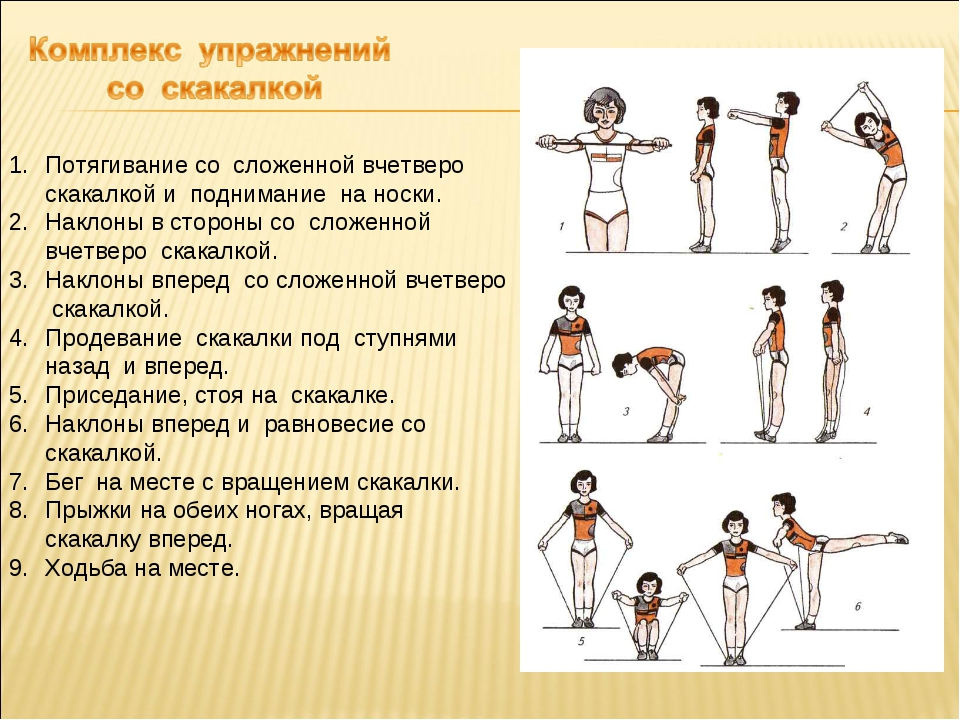 Комплекс упражнений
со скакалкой
1. Потягивание со сложенной вчетверо
скакалкой и поднимание на носки.
2. Наклоны в стороны со сложенной
вчетверо скакалкой.
3. Наклоны вперед со сложенной вчетверо
скакалкой.
4. Продевание скакалки под ступнями
назад и вперед.
5. Приседание, стоя на скакалке.
6. Наклоны вперед и равновесие со
скакалкой.
7. Бег на месте с вращением скакалки.
8. Прыжки на обеих ногах, вращая
скакалку вперед.
9. Ходьба на месте.
1
2
3
4
5
6